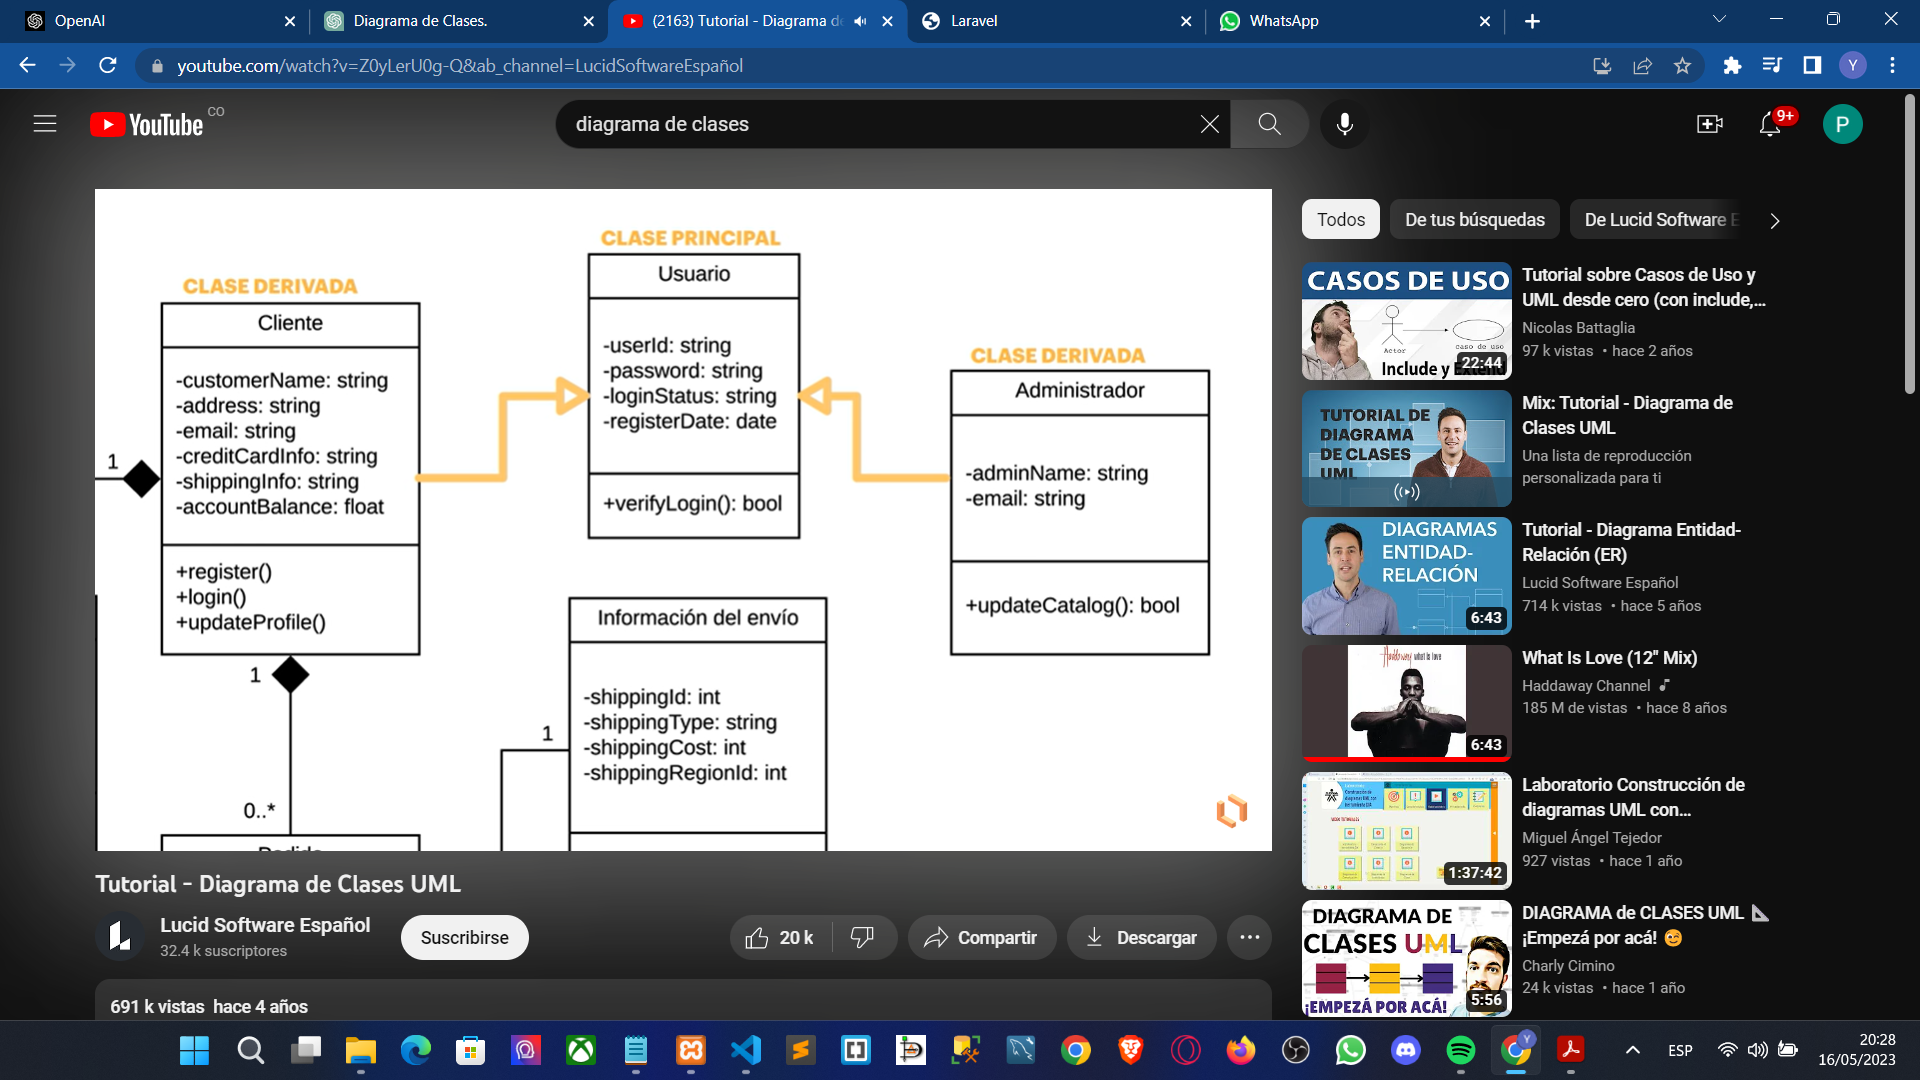 OpenAI
Diagrama de Clases.
(2163) Tutorial - Diagrama de
Laravel
WhatsApp
youtube.com/watch?v=Z0yLerU0g-Q&ab_channel=LucidSoftwareEspañol
Y
YouTube CO
diagrama de clases
9+
P
CLASE PRINCIPAL
Usuario
-userId: string
-password: string
-loginStatus: string
-registerDate: date
+verifyLogin(): bool
CLASE DERIVADA
Cliente
-customerName: string
-address: string
-email: string
-creditCardInfo: string
-shippingInfo: string
-accountBalance: float
+register()
+login()
+updateProfile()
1
1
0..*
CLASE DERIVADA
Administrador
-adminName: string
-email: string
+updateCatalog(): bool
Información del envío
-shippingId: int
-shippingType: string
-shippingCost: int
-shippingRegionId: int
1
Pedido
Tutorial - Diagrama de Clases UML
Lucid Software Español
32.4 k suscriptores
Suscribirse
20 k
Compartir
Descargar
691 k vistas hace 4 años
Todos
De tus búsquedas
De Lucid Software E
CASOS DE USO
Actor
caso de uso
Include y Extend
22:44
Tutorial sobre Casos de Uso y
UML desde cero (con include,...
Nicolas Battaglia
97 k vistas • hace 2 años
TUTORIAL DE
DIAGRAMA
DE CLASES
UML
Mix: Tutorial - Diagrama de
Clases UML
Una lista de reproducción
personalizada para ti
DIAGRAMAS
ENTIDAD-
RELACIÓN
6:43
Tutorial - Diagrama Entidad-
Relación (ER)
Lucid Software Español
714 k vistas • hace 5 años
Haddaway what is love
6:43
What Is Love (12" Mix)
Haddaway Channel
185 M de vistas • hace 8 años
1:37:42
Laboratorio Construcción de
diagramas UML con...
Miguel Ángel Tejedor
927 vistas • hace 1 año
DIAGRAMA DE
CLASES UML
¡EMPEZÁ POR ACÁ!
5:56
DIAGRAMA de CLASES UML 📐
¡Empezá por acá! 😊
Charly Cimino
24 k vistas • hace 1 año
ESP
20:28
16/05/2023